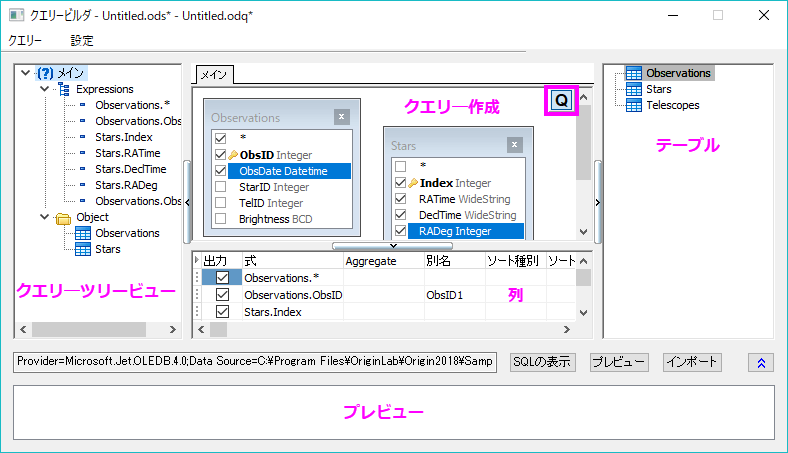 クエリービルダ - Untitled.ods* - Untitled.odq*
クエリー 設定
メイン
Expressions
Observations.*
Observations.Obs
Stars.Index
Stars.RATime
Stars.DeclTime
Stars.RADeg
Observations.Obs
Object
Observations
Stars
クエリーツリービュー
メイン
Q
クエリー作成
Observations x
*
ObsID Integer
ObsDate Datetime
StarID Integer
TelID Integer
Brightness BCD
Stars x
*
Index Integer
RATime WideString
DeclTime WideString
RADeg Integer
出力 式 Aggregate 別名 ソート種別 ソート
Observations.*
Observations.ObsID ObsID1
Stars.Index
列
Observations
Stars
Telescopes
テーブル
Provider=Microsoft.Jet.OLEDB.4.0;Data Source=C:¥Program Files¥OriginLab¥Origin2018¥Samp
SQLの表示 プレビュー インポート
プレビュー